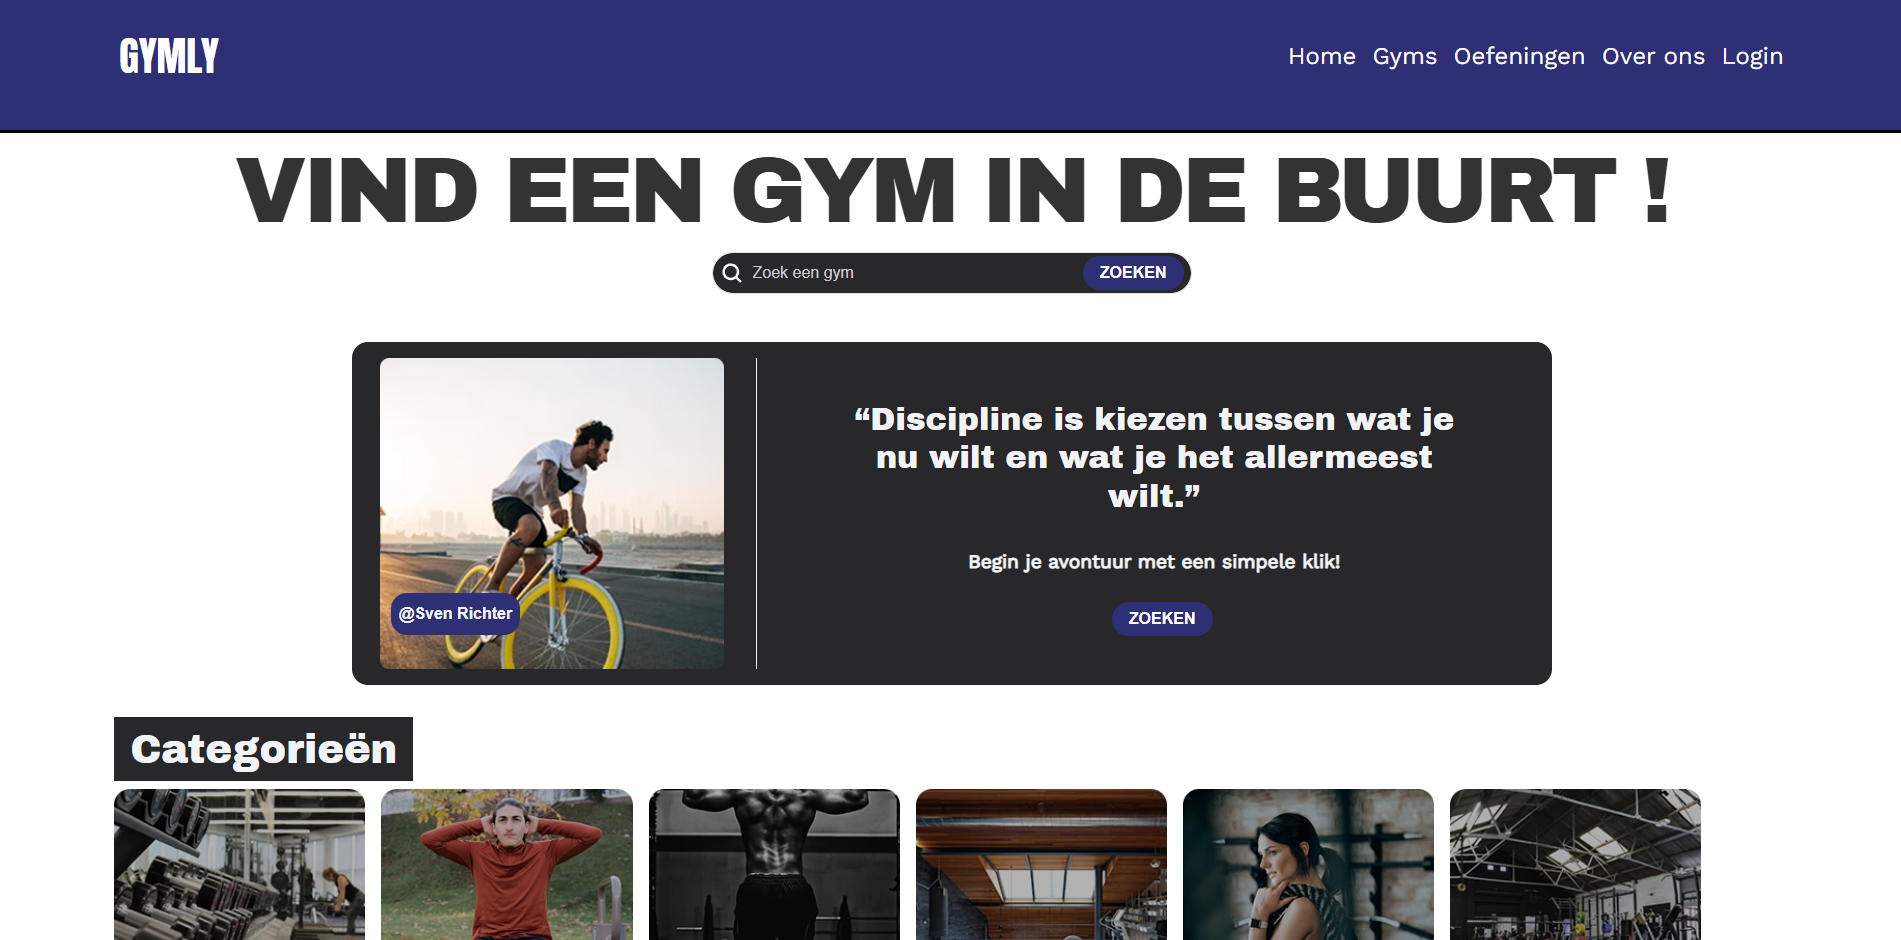 GYMLY
Home Gyms Oefeningen Over ons Login
VIND EEN GYM IN DE BUURT !
Zoek een gym
ZOEKEN
@Sven Richter
“Discipline is kiezen tussen wat je
nu wilt en wat je het allermeest
wilt.”
Begin je avontuur met een simpele klik!
ZOEKEN
Categorieën